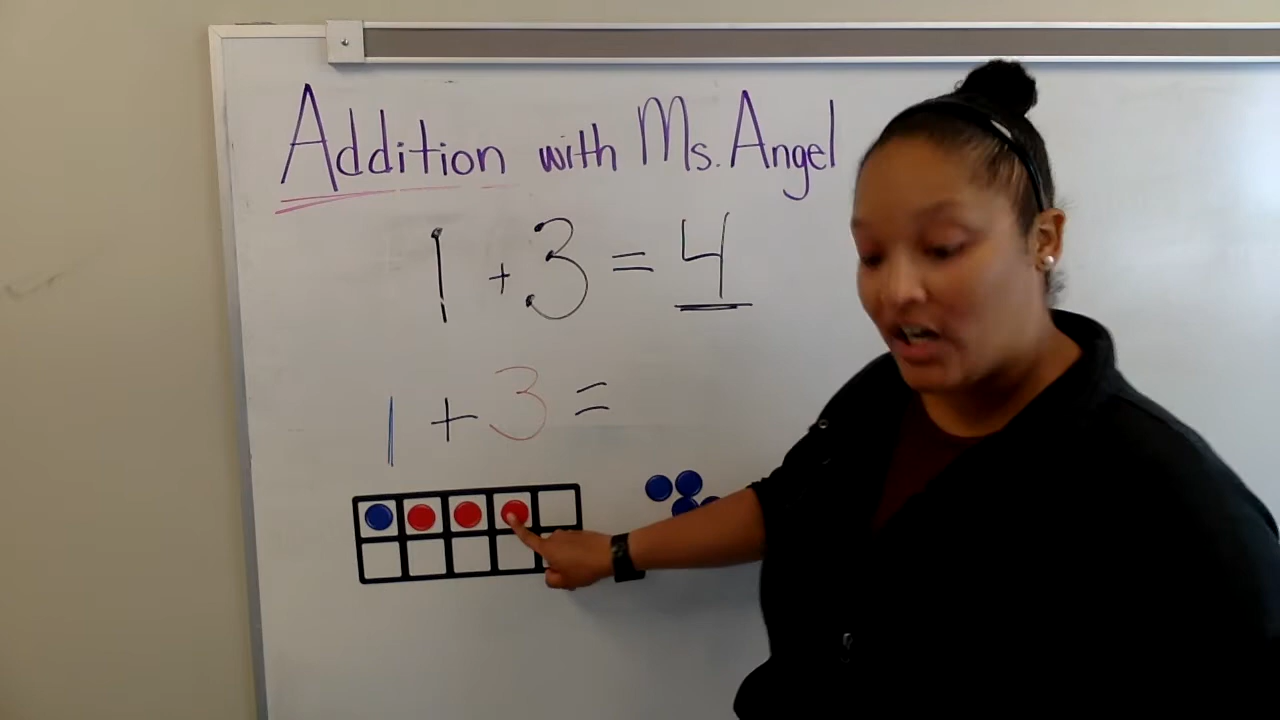 Addition with Ms. Angel
1 + 3 = 4
1 + 3 =